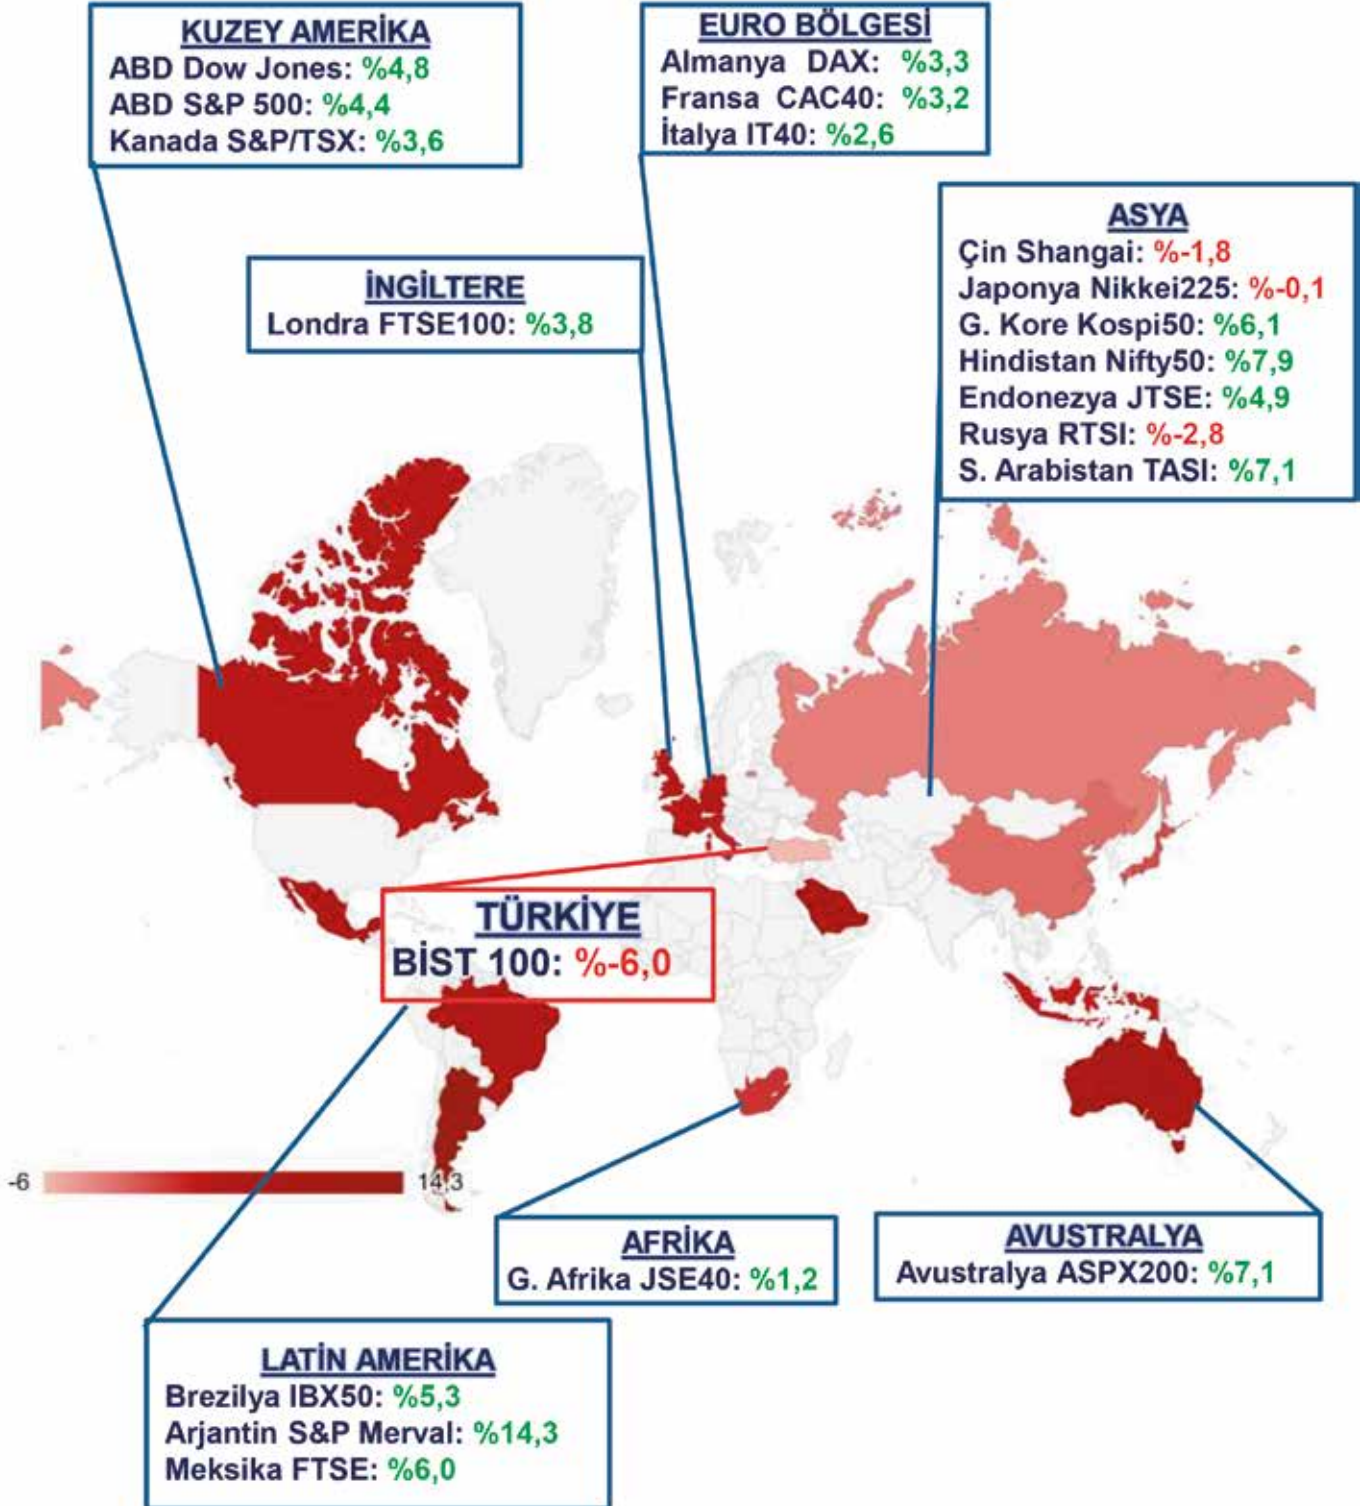 KUZEY AMERİKA
ABD Dow Jones: %4,8
ABD S&P 500: %4,4
Kanada S&P/TSX: %3,6
EURO BÖLGESİ
Almanya DAX: %3,3
Fransa CAC40: %3,2
İtalya IT40: %2,6
ASYA
Çin Shangai: %-1,8
Japonya Nikkei225: %-0,1
G. Kore Kospi50: %6,1
Hindistan Nifty50: %7,9
Endonezya JTSE: %4,9
Rusya RTSI: %-2,8
S. Arabistan TASI: %7,1
İNGİLTERE
Londra FTSE100: %3,8
TÜRKİYE
BİST 100: %-6,0
-6
14,3
AFRİKA
G. Afrika JSE40: %1,2
AVUSTRALYA
Avustralya ASPX200: %7,1
LATİN AMERİKA
Brezilya IBX50: %5,3
Arjantin S&P Merval: %14,3
Meksika FTSE: %6,0